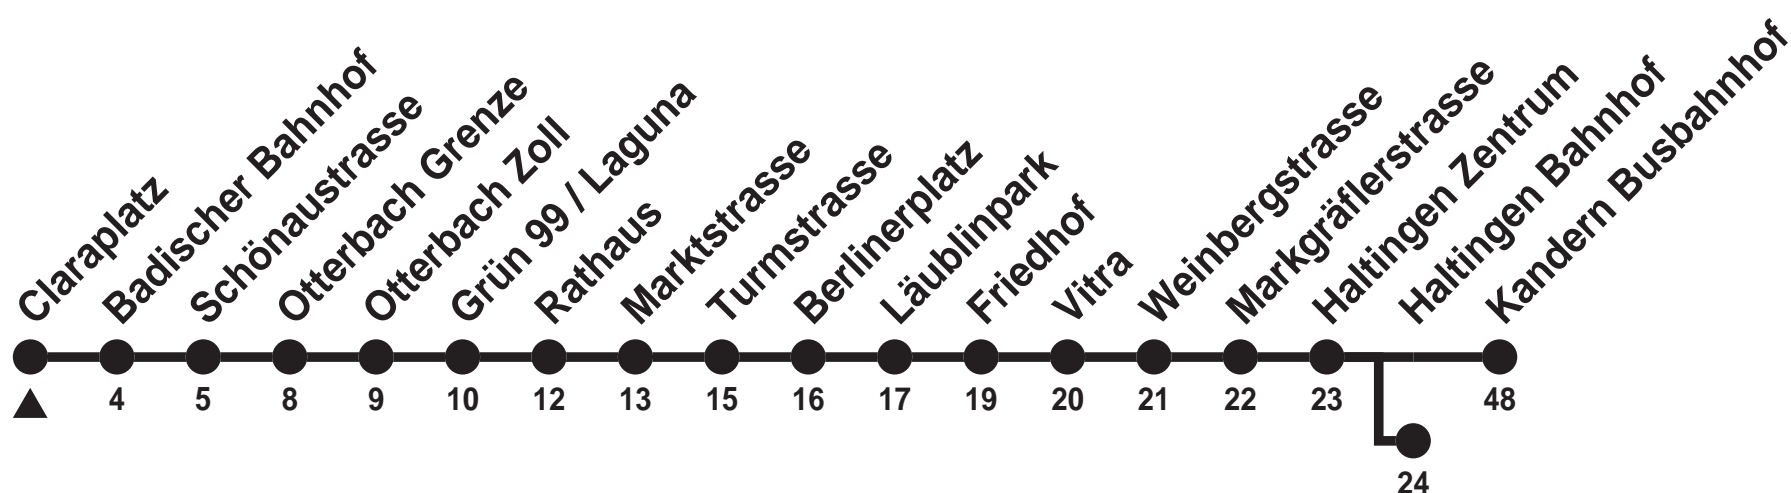 Claraplatz
Badischer Bahnhof
Schönaustrasse
Otterbach Grenze
Otterbach Zoll
Grün 99 / Laguna
Rathaus
Marktstrasse
Turmstrasse
Berlinerplatz
Läublinpark
Friedhof
Vitra
Weinbergstrasse
Markgräflerstrasse
Haltingen Zentrum
Haltingen Bahnhof
Kandern Busbahnhof
4 5 8 9 10 12 13 15 16 17 19 20 21 22 23 48
24